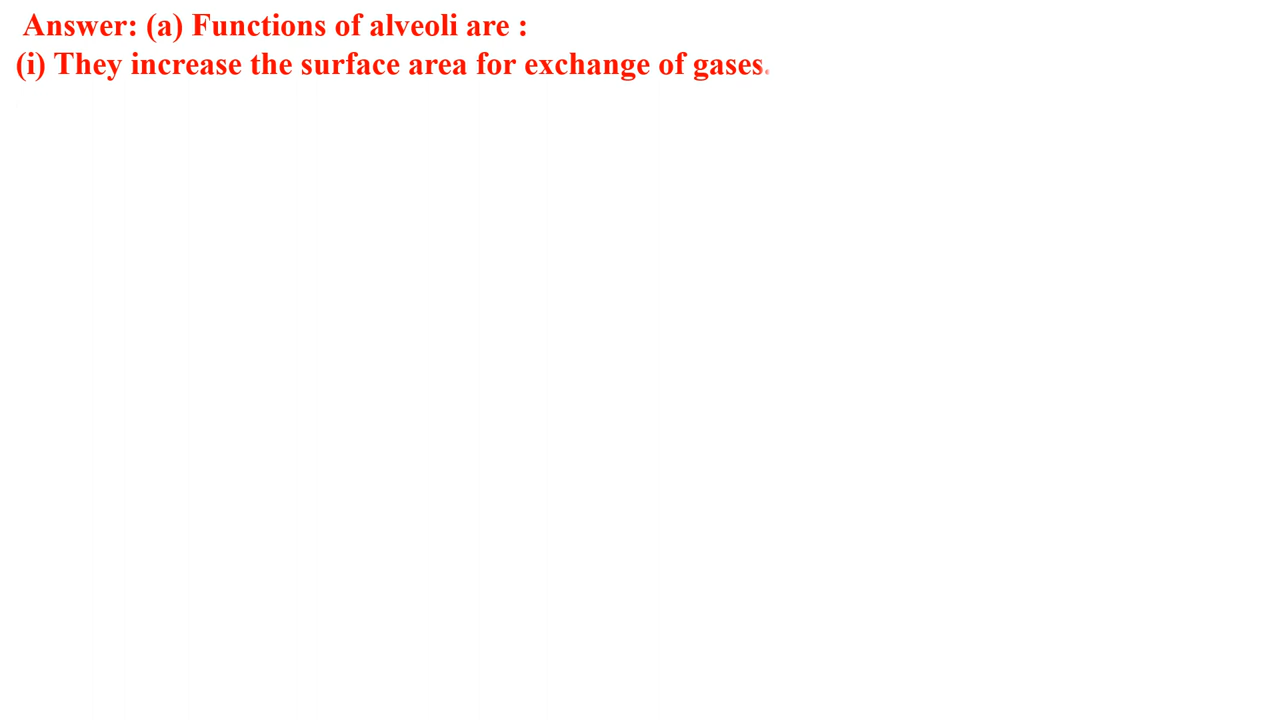 Answer: (a) Functions of alveoli are :
(i) They increase the surface area for exchange of gases.